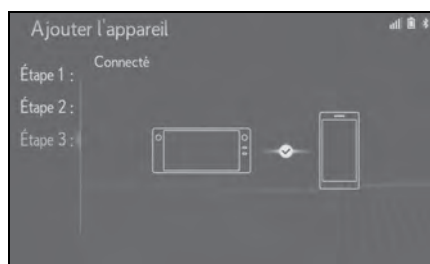 Ajouter l'appareil
Connecté
Étape 1 :
Étape 2 :
Étape 3 :